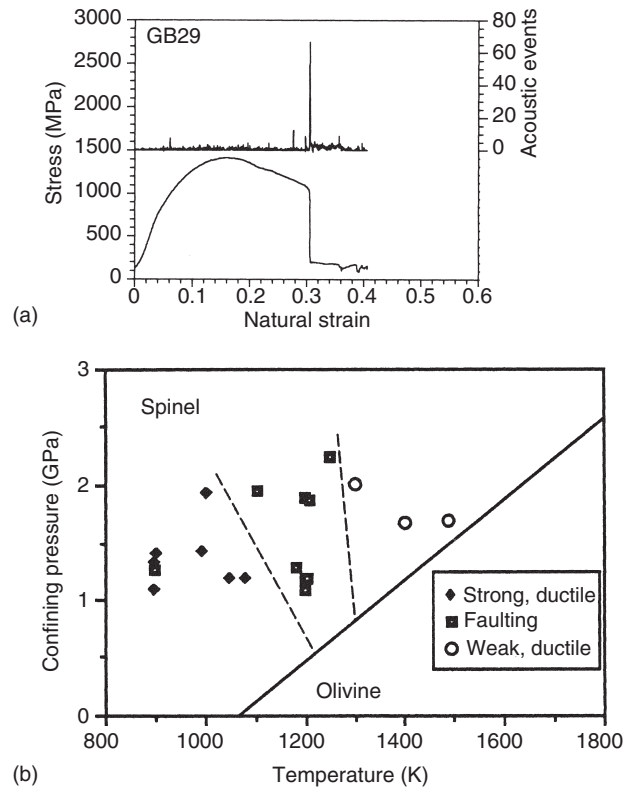 GB29
3000
2500
2000
1500
1000
500
0
Stress (MPa)
80
60
40
20
0
Acoustic events
0 0.1 0.2 0.3 0.4 0.5 0.6
Natural strain
(a)
3
2
1
0
Confining pressure (GPa)
Spinel
Olivine
Strong, ductile
Faulting
Weak, ductile
800 1000 1200 1400 1600 1800
Temperature (K)
(b)